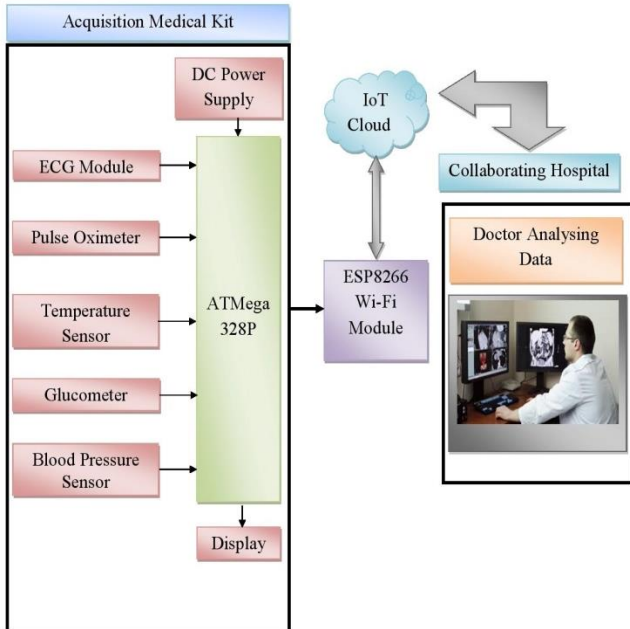 Acquisition Medical Kit
DC Power
Supply
ECG Module
Pulse Oximeter
Temperature
Sensor
Glucometer
Blood Pressure
Sensor
ATMega
328P
Display
ESP8266
Wi-Fi
Module
IoT
Cloud
Collaborating Hospital
Doctor Analysing
Data